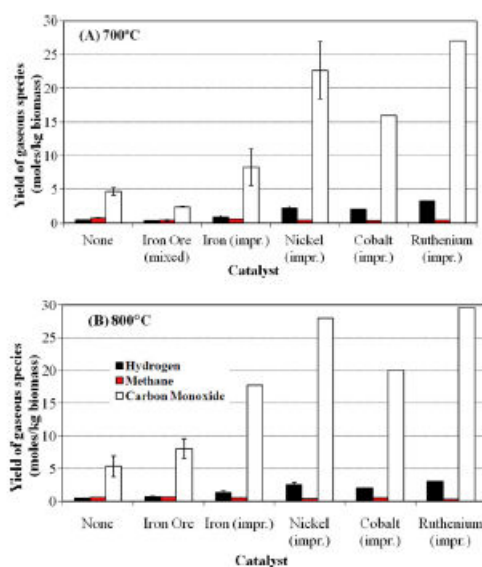 (A) 700°C
Yield of gaseous species
(moles/kg biomass)
30
25
20
15
10
5
0
None
Iron Ore
(mixed)
Iron (impr.)
Nickel
(impr.)
Cobalt
(impr.)
Ruthenium
(impr.)
Catalyst
(B) 800°C
Yield of gaseous species
(moles/kg biomass)
30
25
20
15
10
5
0
Hydrogen
Methane
Carbon Monoxide
None
Iron Ore
Iron (impr.)
Nickel
(impr.)
Cobalt
(impr.)
Ruthenium
(impr.)
Catalyst